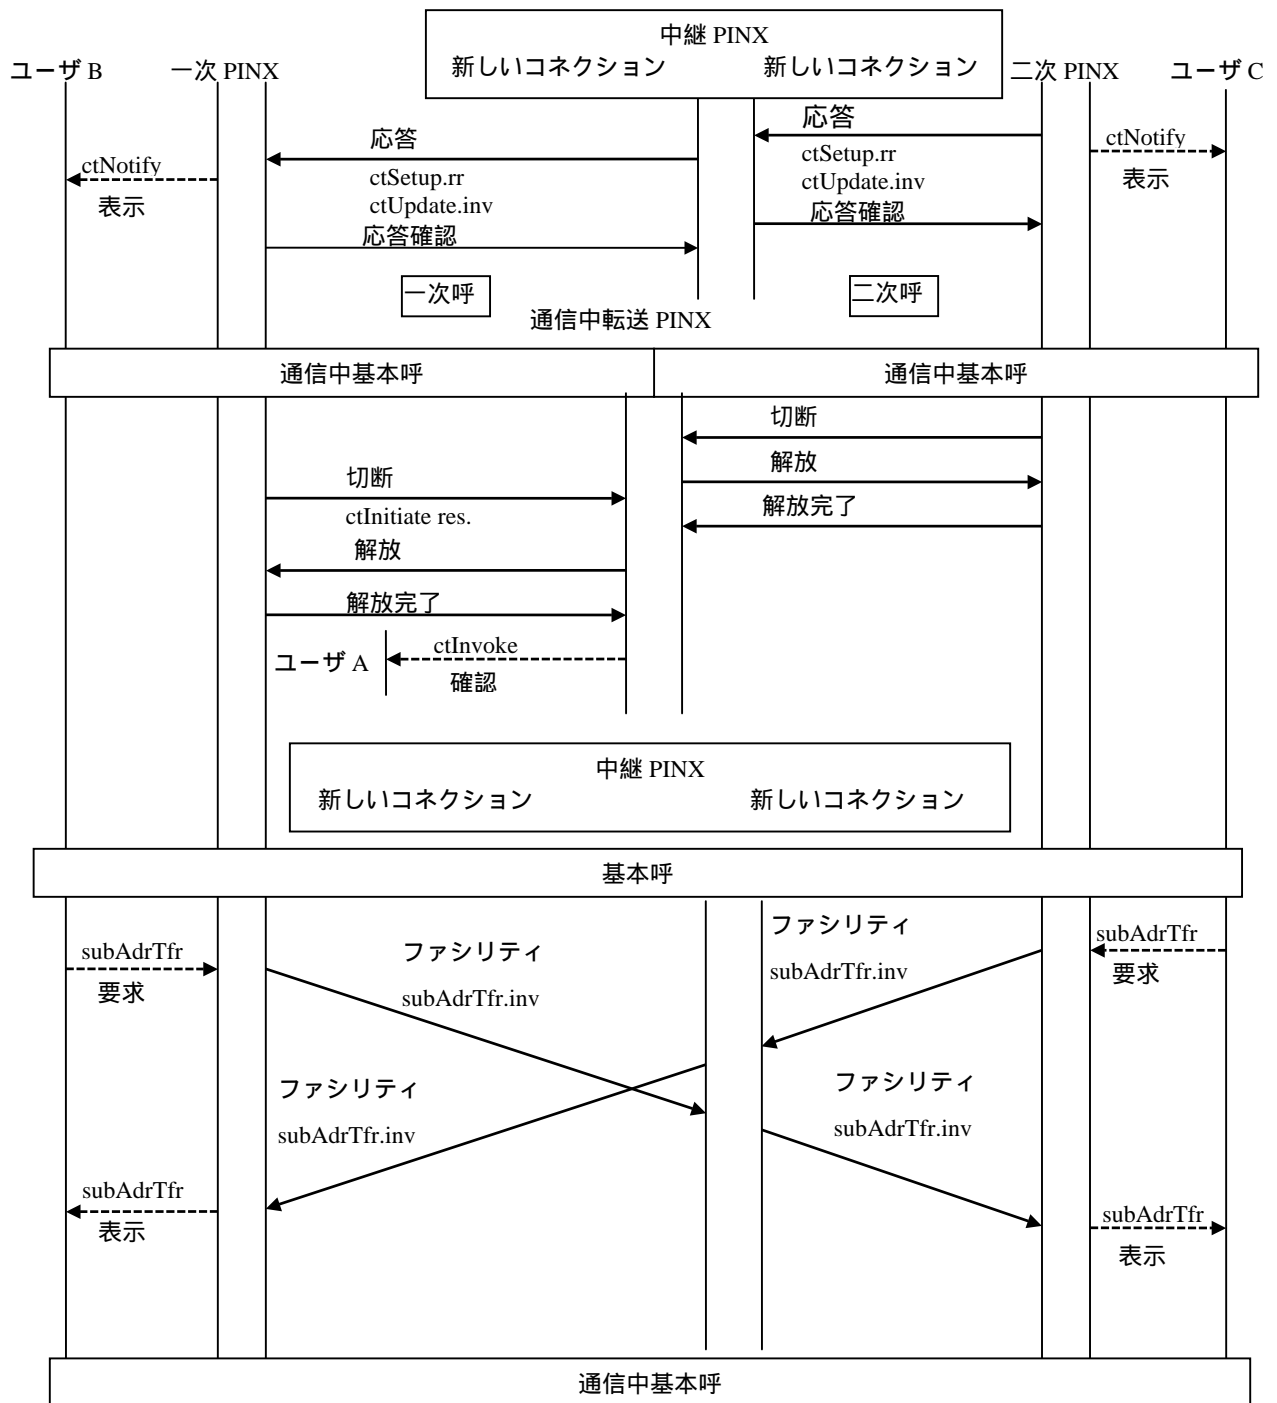 中継 PINX
新しいコネクション 新しいコネクション
ユーザ B 一次 PINX 二次 PINX ユーザ C
応答
応答
ctNotify
表示
ctSetup.rr
ctUpdate.inv
応答確認
ctNotify
表示
ctSetup.rr
ctUpdate.inv
応答確認
一次呼 二次呼
通信中転送 PINX
通信中基本呼 通信中基本呼
切断
解放
切断
解放完了
ctInitiate res.
解放
解放完了
ctInvoke
ユーザ A
確認
中継 PINX
新しいコネクション 新しいコネクション
基本呼
ファシリティ
subAdrTfr
subAdrTfr
ファシリティ
subAdrTfr.inv
要求
要求
subAdrTfr.inv
ファシリティ
ファシリティ
subAdrTfr.inv
subAdrTfr.inv
subAdrTfr
表示
subAdrTfr
表示
通信中基本呼